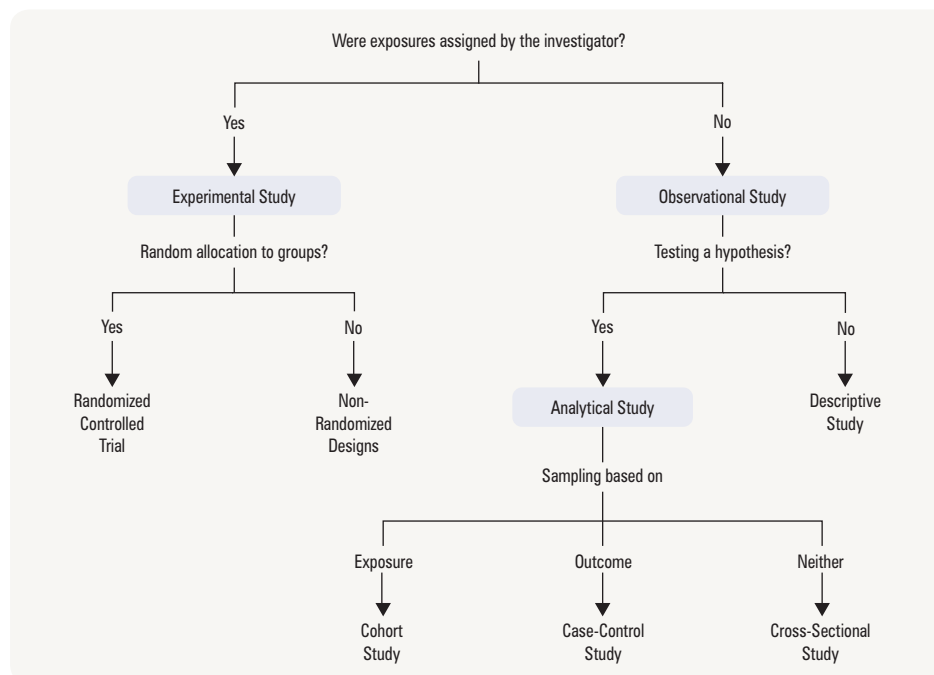 Were exposures assigned by the investigator?
Yes
No
Experimental Study
Observational Study
Random allocation to groups?
Testing a hypothesis?
Yes
No
Yes
No
Randomized
Controlled
Trial
Non-
Randomized
Designs
Analytical Study
Descriptive
Study
Sampling based on
Exposure
Outcome
Neither
Cohort
Study
Case-Control
Study
Cross-Sectional
Study